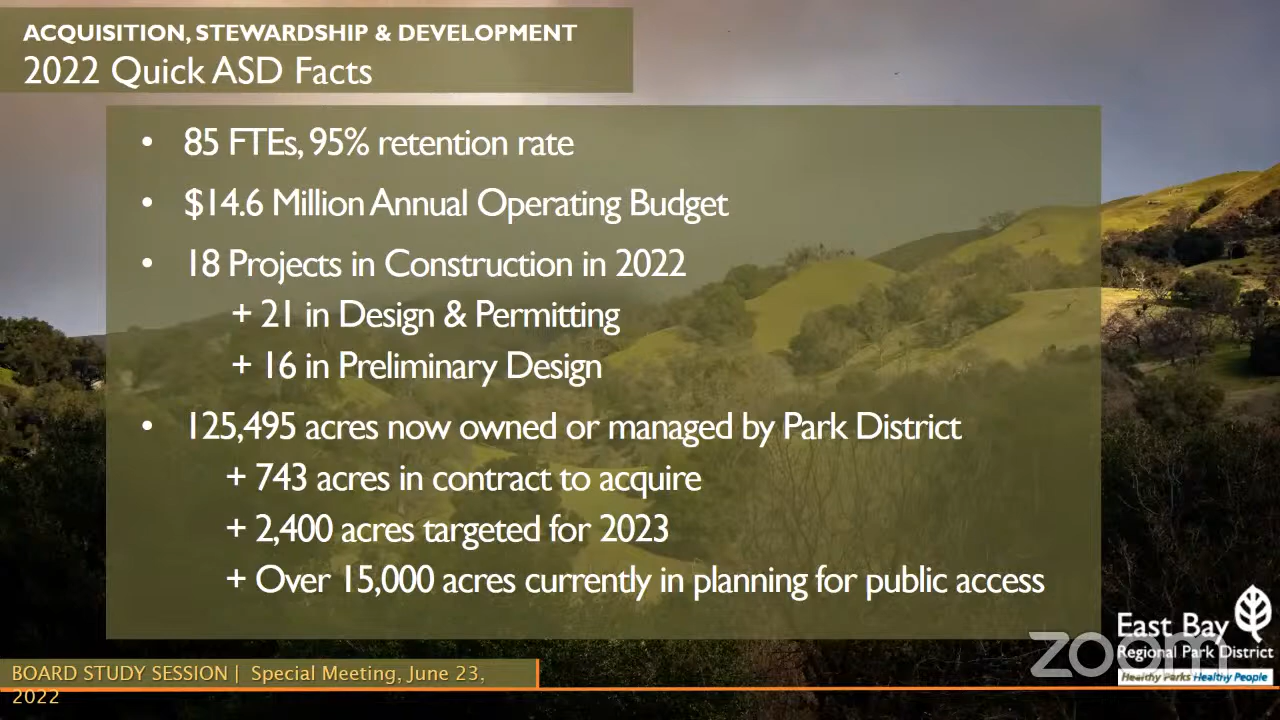 ACQUISITION, STEWARDSHIP & DEVELOPMENT
2022 Quick ASD Facts
• 85 FTEs, 95% retention rate
• $14.6 Million Annual Operating Budget
• 18 Projects in Construction in 2022
+ 21 in Design & Permitting
+ 16 in Preliminary Design
• 125,495 acres now owned or managed by Park District
+ 743 acres in contract to acquire
+ 2,400 acres targeted for 2023
+ Over 15,000 acres currently in planning for public access
East Bay
Regional Park District
Healthy Parks Healthy People
zoom
BOARD STUDY SESSION | Special Meeting, June 23,
2022